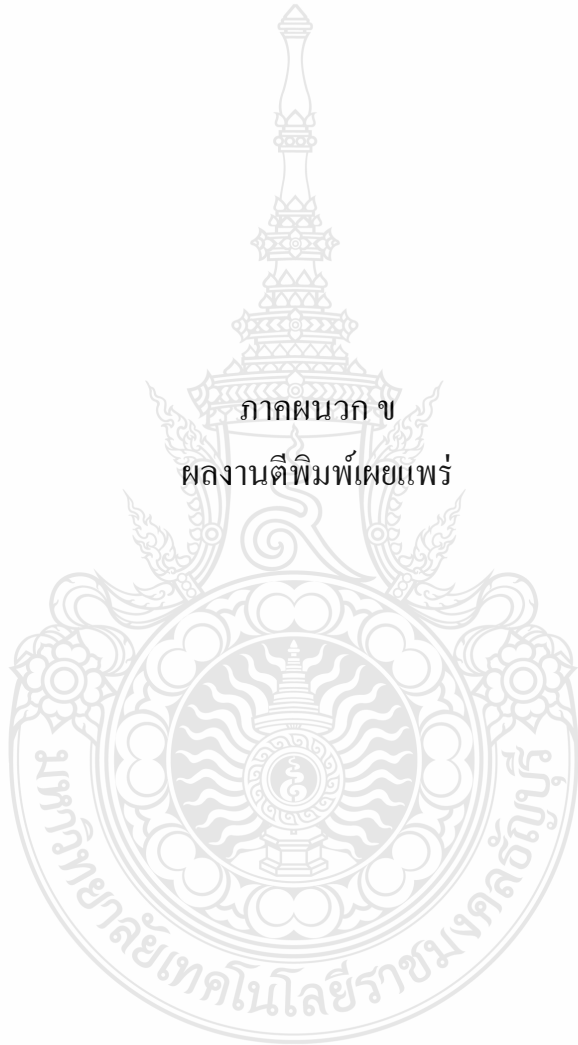 ภาคผนวก ข
ผลงานตีพิมพ์เผยแพร่
มหาวิทยาลัยเทคโนโลยีราชมงคลธัญบุรี